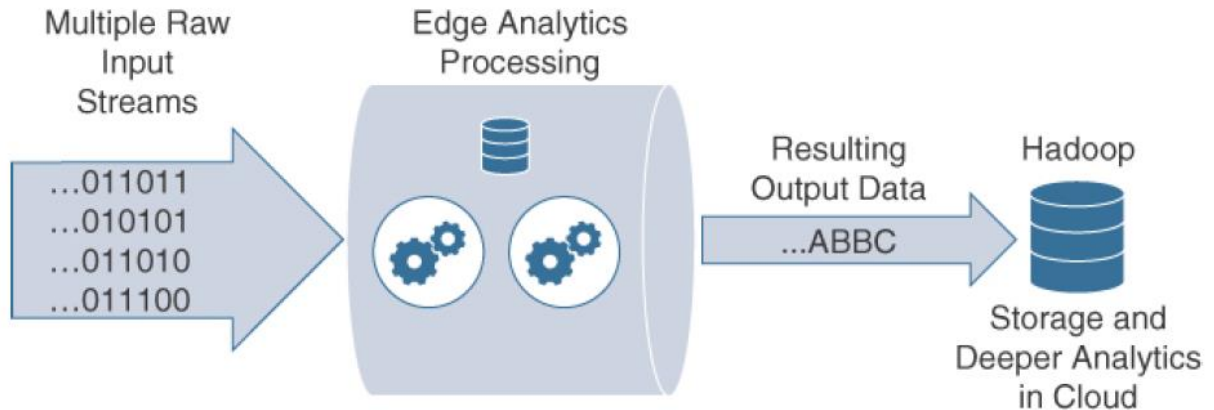 Multiple Raw
Input
Streams
...011011
...010101
...011010
...011100
Edge Analytics
Processing
Resulting
Output Data
...ABBC
Hadoop
Storage and
Deeper Analytics
in Cloud